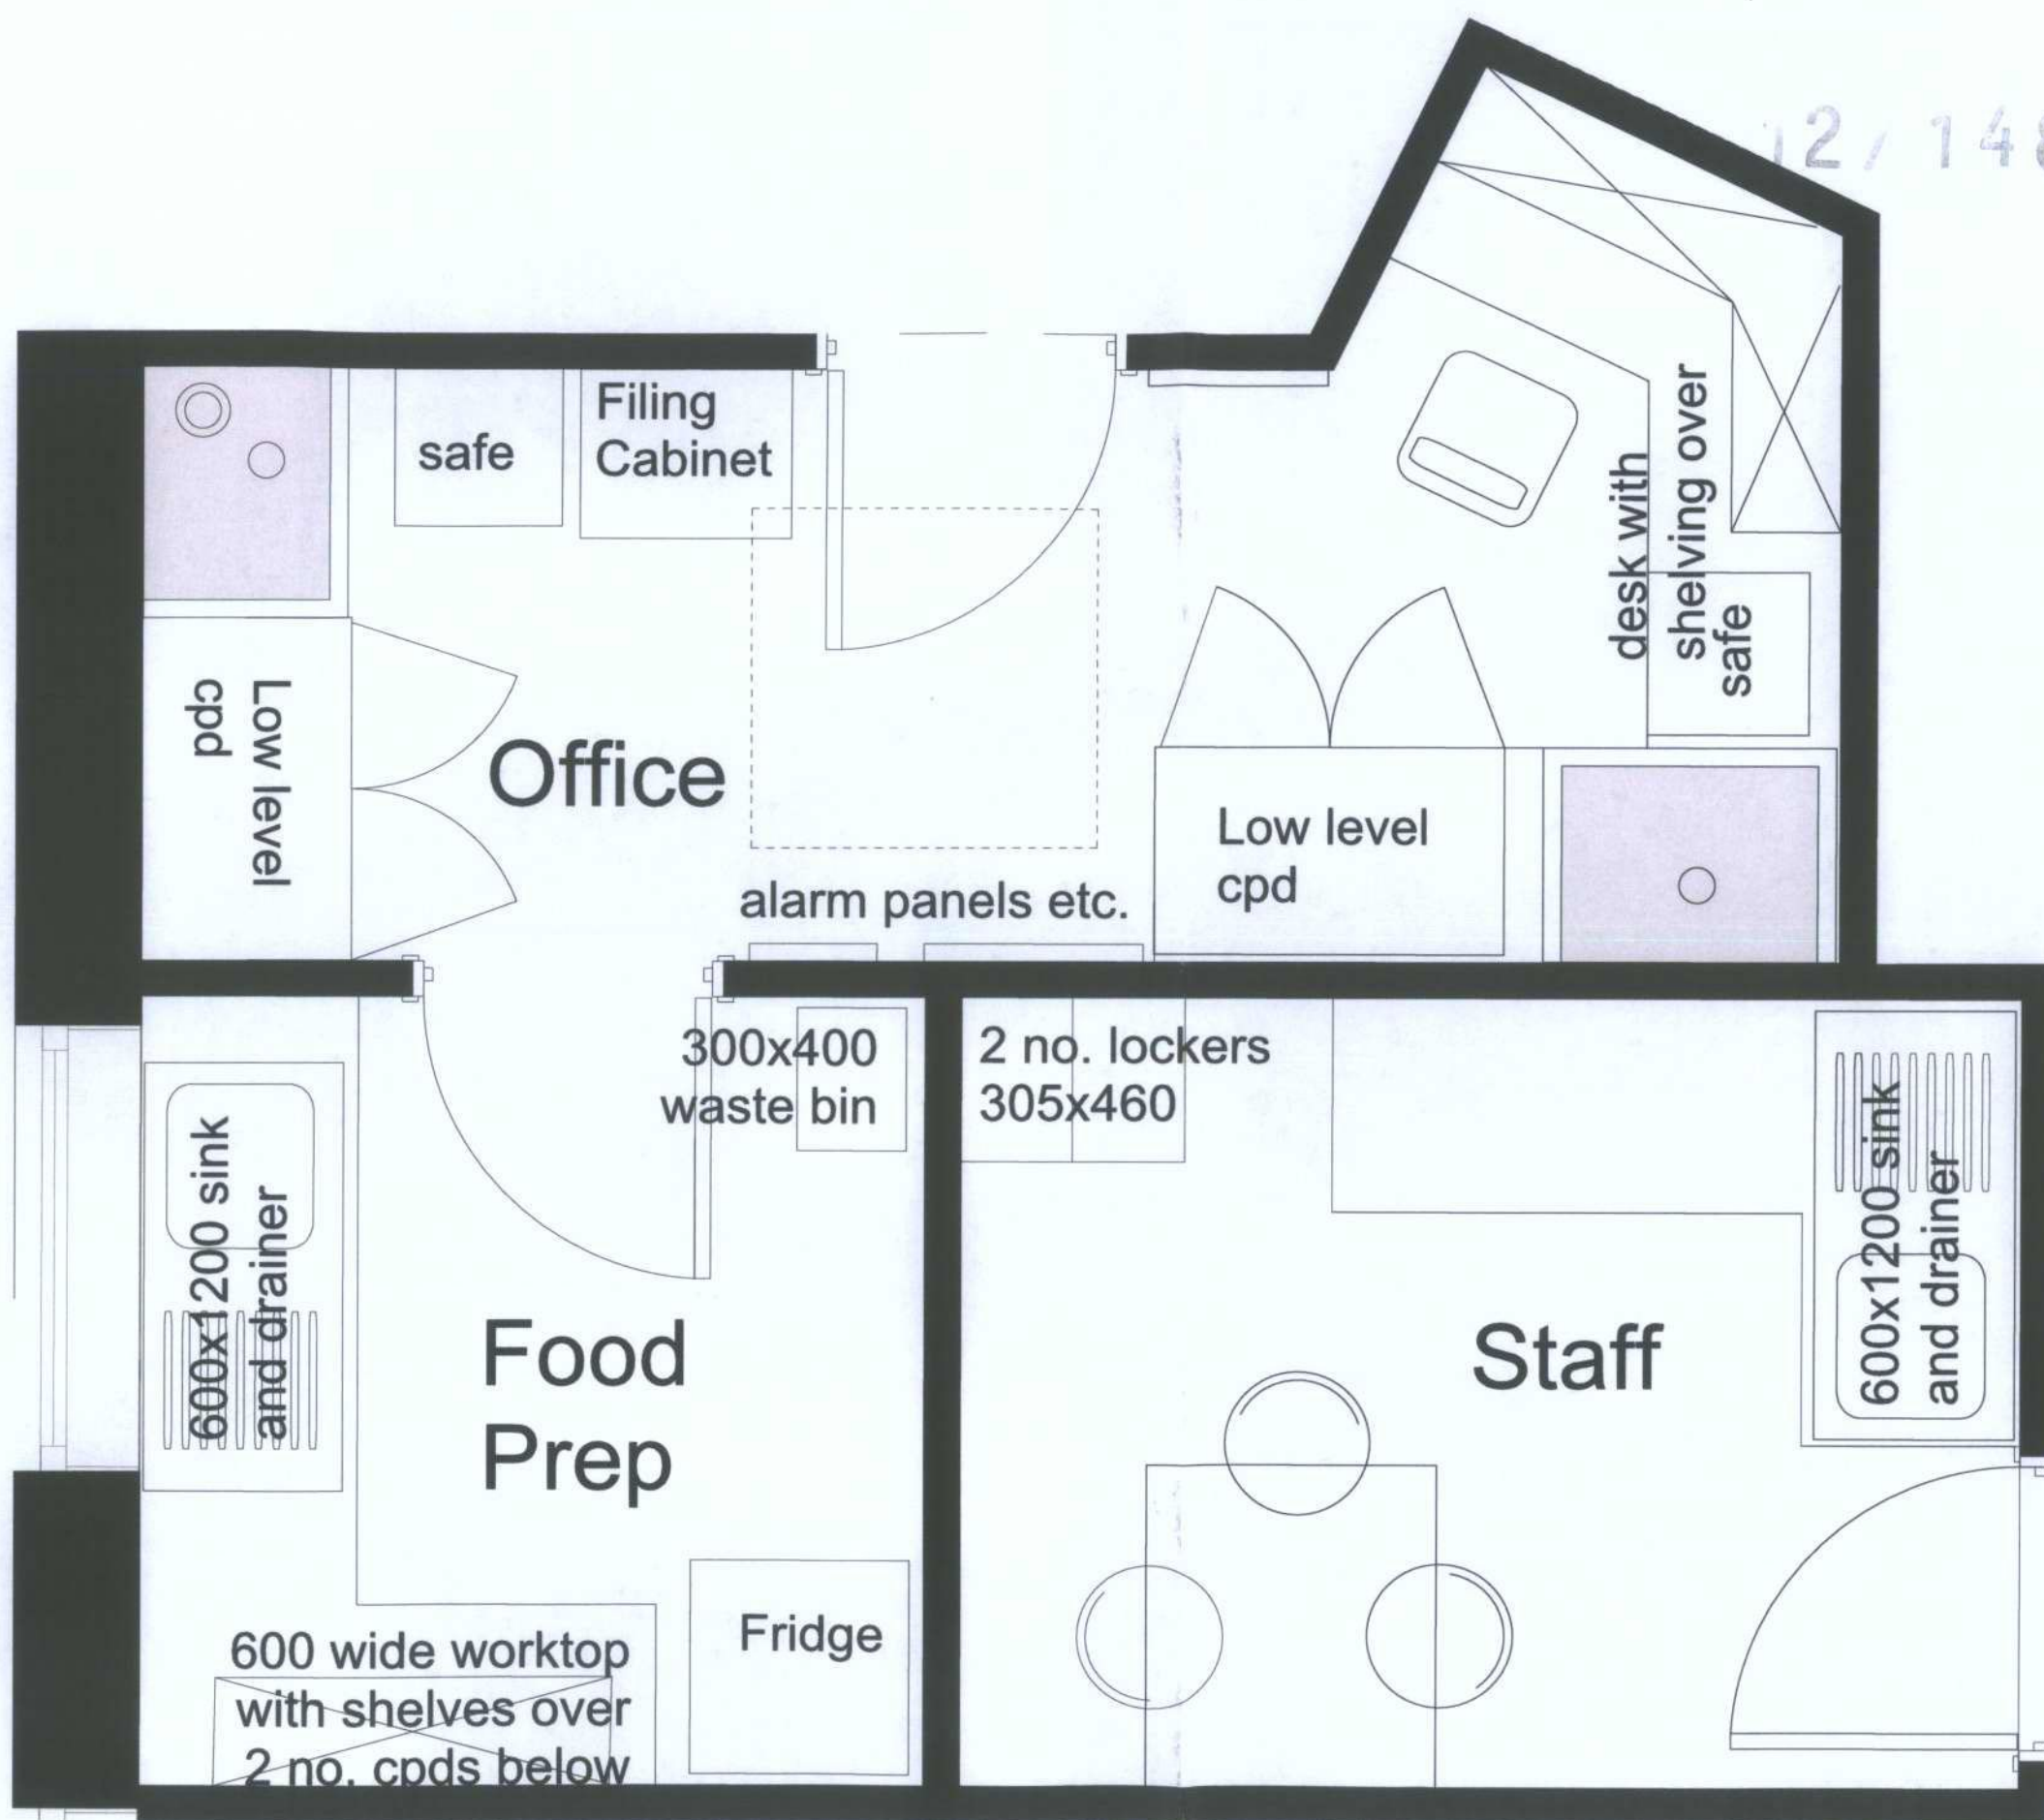 12/ 148
Filing
Cabinet
safe
desk with
shelving over
safe
Low level
cpd
Office
Low level
cpd
alarm panels etc.
300x400
waste bin
2 no. lockers
305x460
600x1200 sink
and drainer
600x1200 sink
and drainer
Food
Prep
Staff
Fridge
600 wide worktop
with shelves over
2 no. cpds below